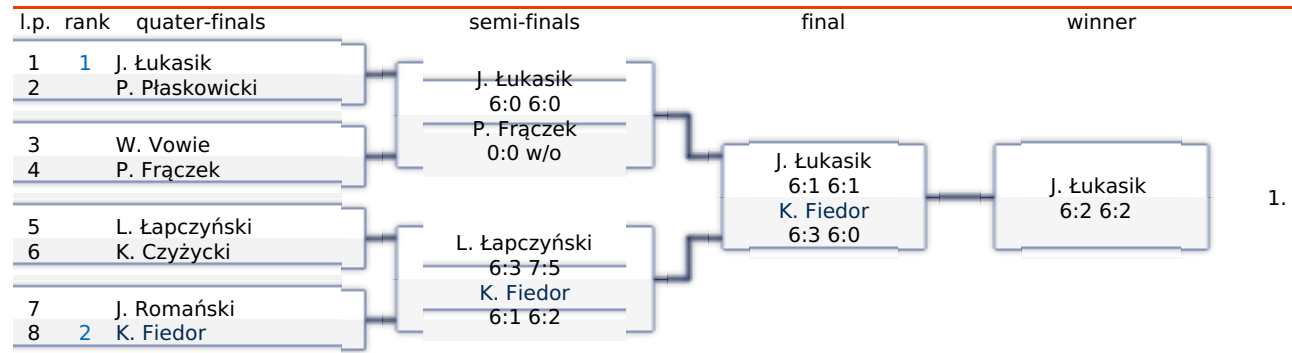 l.p. rank quater-finals semi-finals final winner
1 1 J. Łukasik
2 P. Płaskowicki
3 W. Vowie
4 P. Frączek
5 L. Łapczyński
6 K. Czyżycki
7 J. Romański
8 2 K. Fiedor
J. Łukasik
6:0 6:0
P. Frączek
0:0 w/o
L. Łapczyński
6:3 7:5
K. Fiedor
6:1 6:2
J. Łukasik
6:1 6:1
K. Fiedor
6:3 6:0
J. Łukasik
6:2 6:2
1.